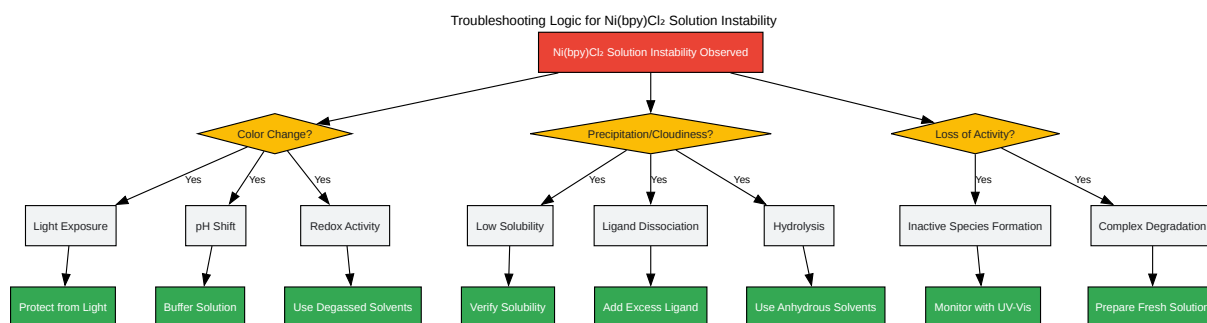 Troubleshooting Logic for Ni(bpy)Cl₂ Solution Instability
Ni(bpy)Cl₂ Solution Instability Observed
Color Change?
Precipitation/Cloudiness?
Loss of Activity?
Yes
Yes
Yes
Yes
Yes
Yes
Yes
Yes
Light Exposure
pH Shift
Redox Activity
Low Solubility
Ligand Dissociation
Hydrolysis
Inactive Species Formation
Complex Degradation
Protect from Light
Buffer Solution
Use Degassed Solvents
Verify Solubility
Add Excess Ligand
Use Anhydrous Solvents
Monitor with UV-Vis
Prepare Fresh Solution